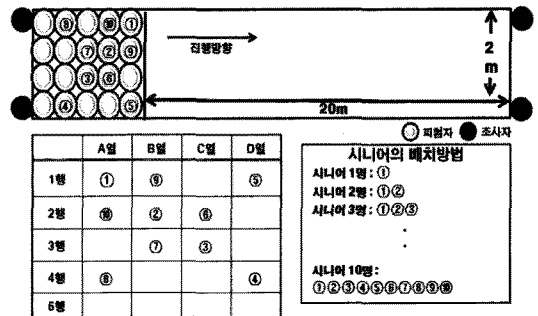 ⑧ ⑩ ①
⑦ ② ⑨
③ ⑥
④ ⑤
진행방향
2
m
20m
피험자 조사자
A열 B열 C열 D열
1행 ① ⑨ ⑤
2행 ⑩ ② ⑥
3행 ⑦ ③
4행 ⑧ ④
5행
시니어의 배치방법
시니어 1명 : ①
시니어 2명 : ①②
시니어 3명 : ①②③
.
.
시니어 10명 :
①②③④⑤⑥⑦⑧⑨⑩